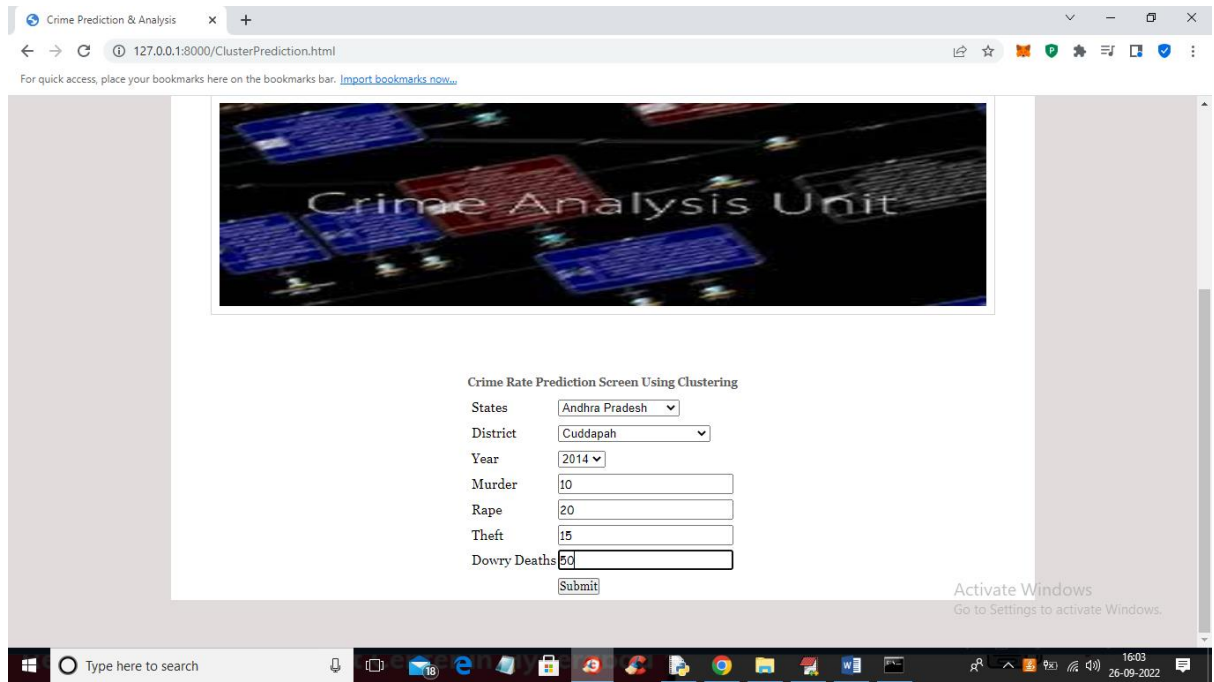 Crime Prediction & Analysis
127.0.0.1:8000/ClusterPrediction.html
For quick access, place your bookmarks here on the bookmarks bar. Import bookmarks now...
Crime Analysis Unit
Crime Rate Prediction Screen Using Clustering
States Andhra Pradesh
District Cuddapah
Year 2014
Murder 10
Rape 20
Theft 15
Dowry Deaths 50
Submit
Activate Windows
Go to Settings to activate Windows.
Type here to search
18
16:03
26-09-2022